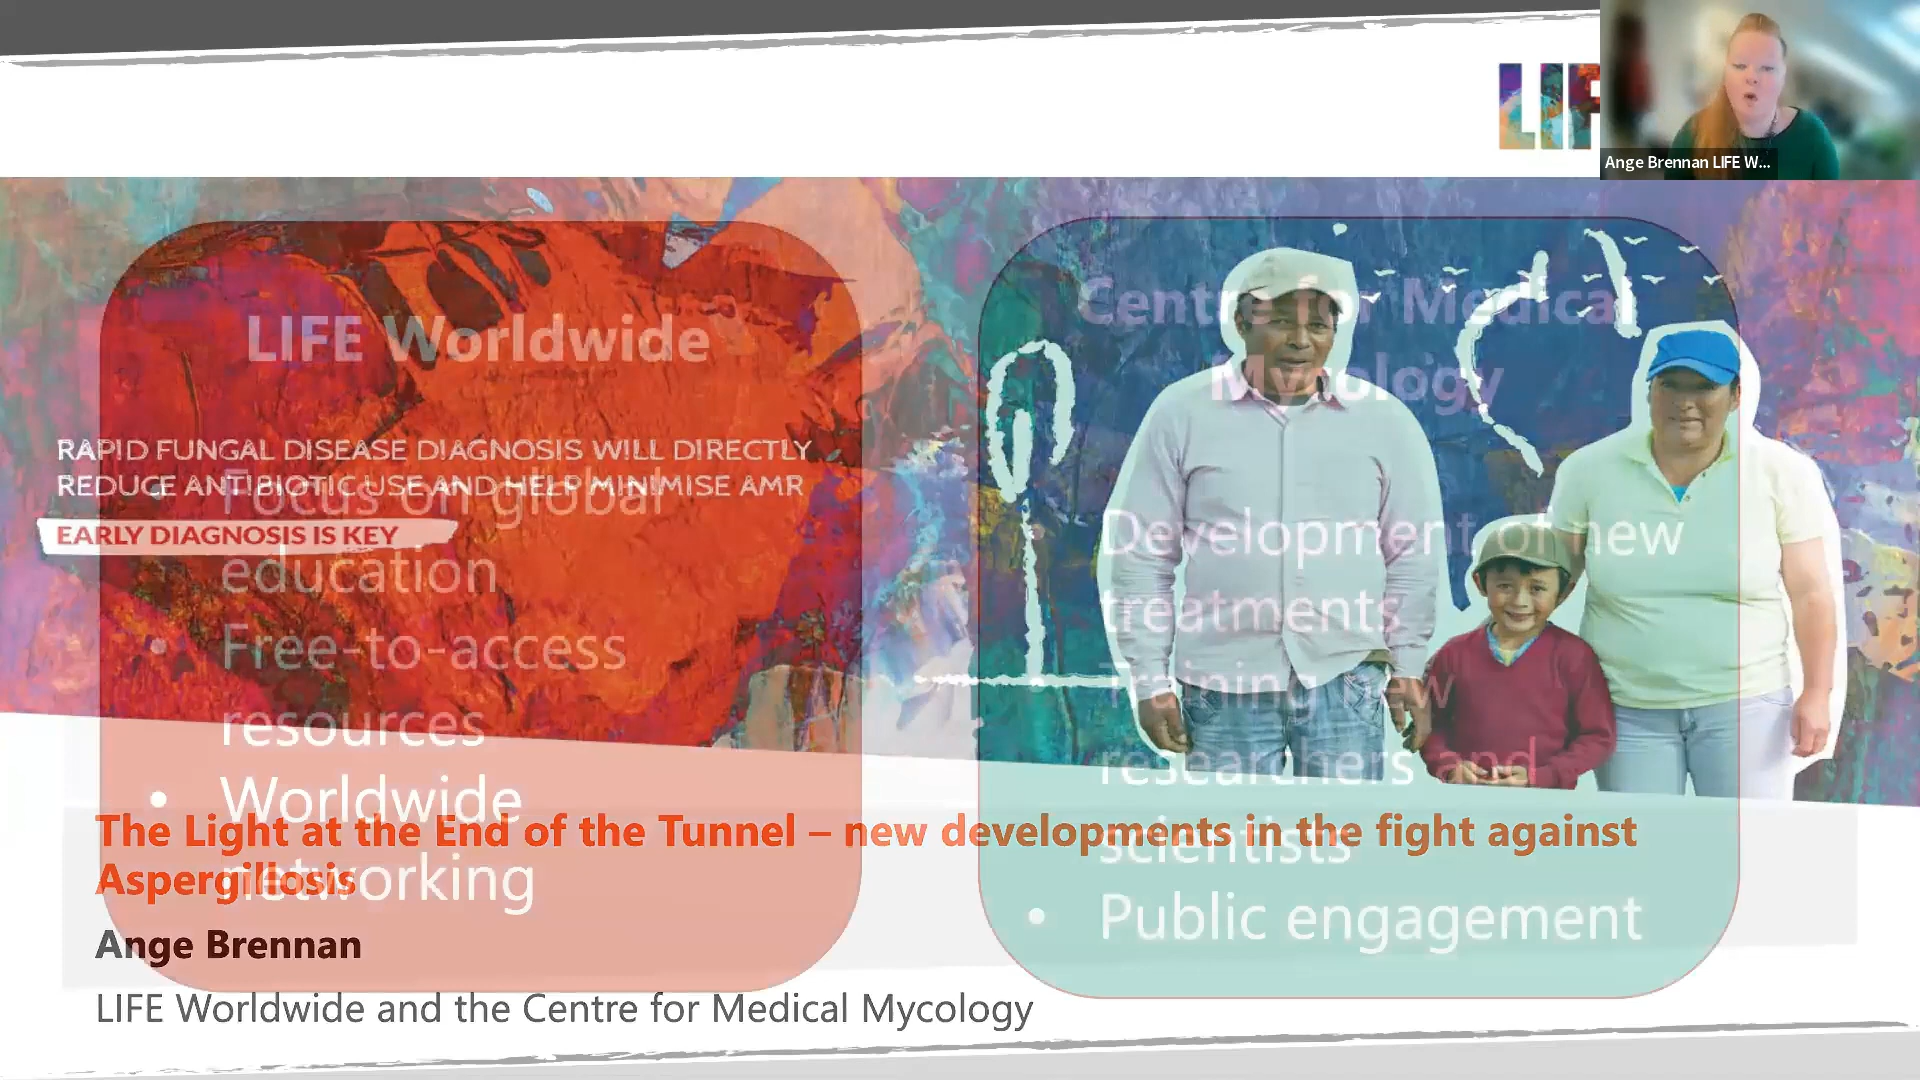 LIF
Ange Brennan LIFE W...
LIFE Worldwide
RAPID FUNGAL DISEASE DIAGNOSIS WILL DIRECTLY
REDUCE ANTIBIOTIC USE AND HELP MINIMISE AMR
EARLY DIAGNOSIS IS KEY
• Focus on global
education
• Free-to-access
resources
• Worldwide
networking
Centre for Medical
Mycology
Development of new
treatments
Training new
researchers and
scientists
• Public engagement
The Light at the End of the Tunnel – new developments in the fight against
Aspergillosis
Ange Brennan
LIFE Worldwide and the Centre for Medical Mycology